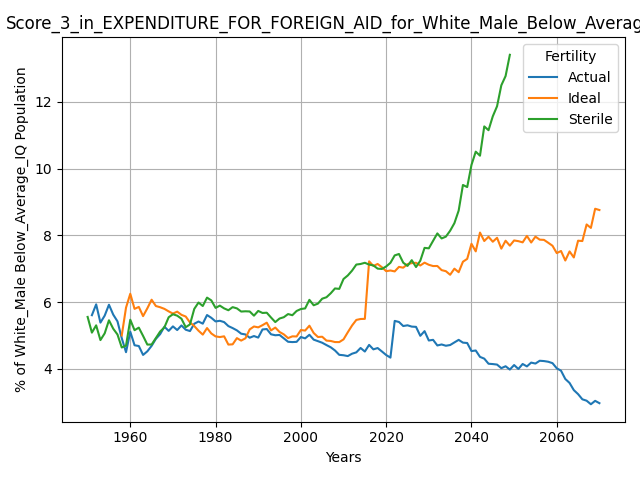 Score_3_in_EXPENDITURE_FOR_FOREIGN_AID_for_White_Male_Below_Averag
% of White_Male Below_Average_IQ Population
12
10
8
6
4
Fertility
Actual
Ideal
Sterile
1960
1980
2000
2020
2040
2060
Years